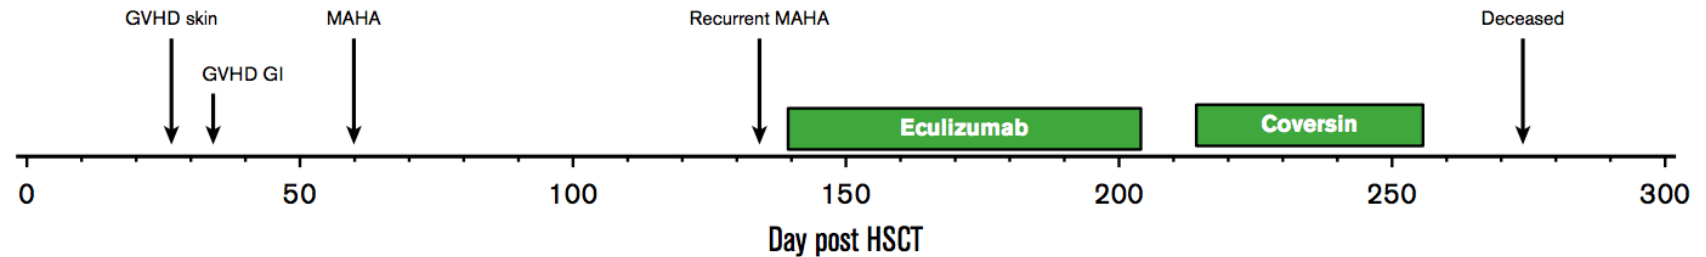 GVHD skin
MAHA
Recurrent MAHA
Deceased
GVHD GI
Eculizumab
Coversin
0 50 100 150 200 250 300
Day post HSCT